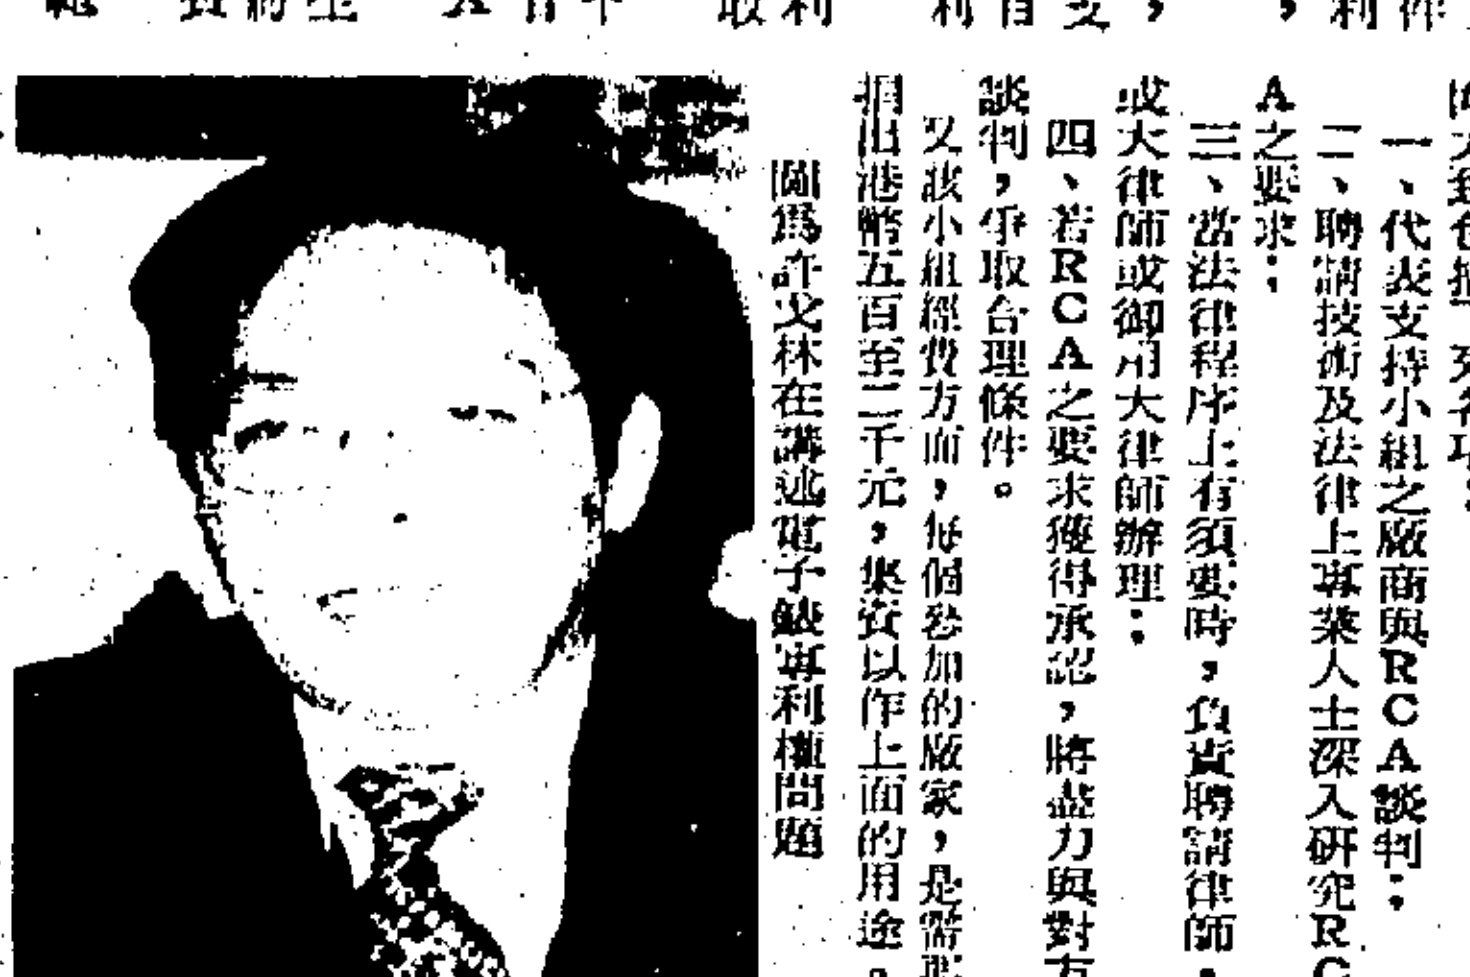 一、代表支持小組之廠商與RCA談判；
二、聘請技術及法律上專業人士深入研究RC
A之要求；
三、當法律程序上有須要時，負責聘請律師，
或大律師或御用大律師辦理；
四、若RCA之要求獲得承認，將盡力與對方
談判，爭取合理條件。
又該小組經費方面，每個參加的廠家，是需要
捐出港幣五百至二千元，集資以作上面的用途。
圖為許戈林在講述電子錶專利權問題